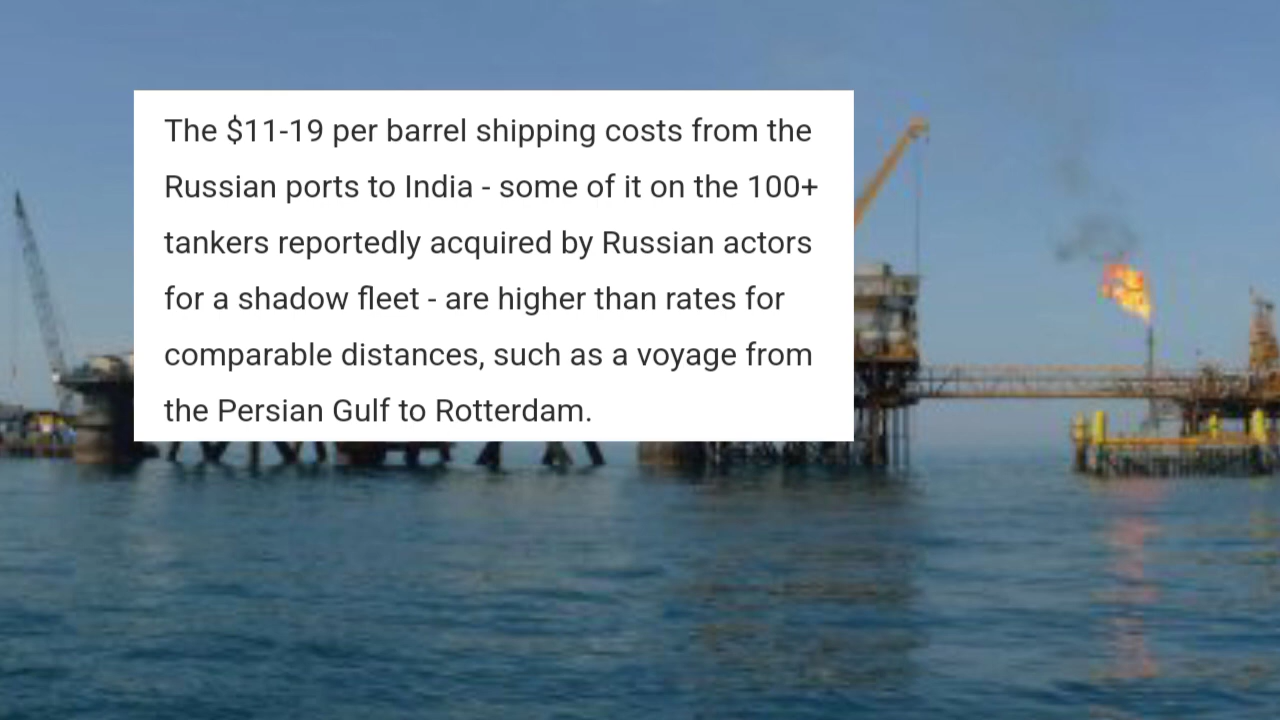 The $11-19 per barrel shipping costs from the
Russian ports to India - some of it on the 100+
tankers reportedly acquired by Russian actors
for a shadow fleet - are higher than rates for
comparable distances, such as a voyage from
the Persian Gulf to Rotterdam.